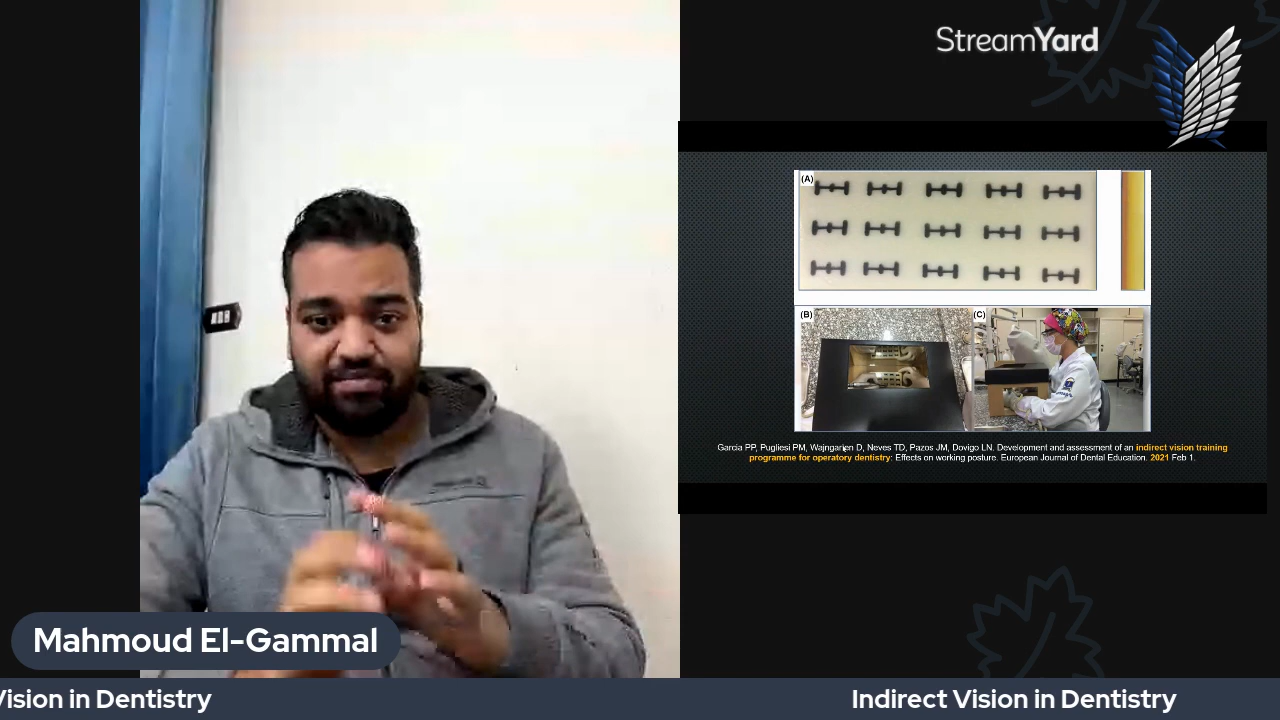 StreamYard
(A)
(B)
(C)
Garcia PP, Pugliesi PM, Wajngarten D, Neves TD, Pazos JM, Dovigo LN. Development and assessment of an indirect vision training
programme for operatory dentistry: Effects on working posture. European Journal of Dental Education. 2021 Feb 1.
Mahmoud El-Gammal
Vision in Dentistry
Indirect Vision in Dentistry